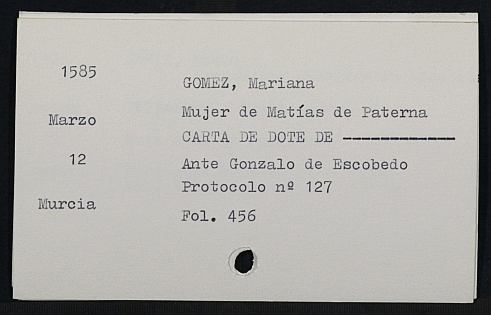 1585
GOMEZ, Mariana
Marzo
Mujer de Matías de Paterna
CARTA DE DOTE DE ------------
12
Ante Gonzalo de Escobedo
Protocolo nº 127
Murcia
Fol. 456